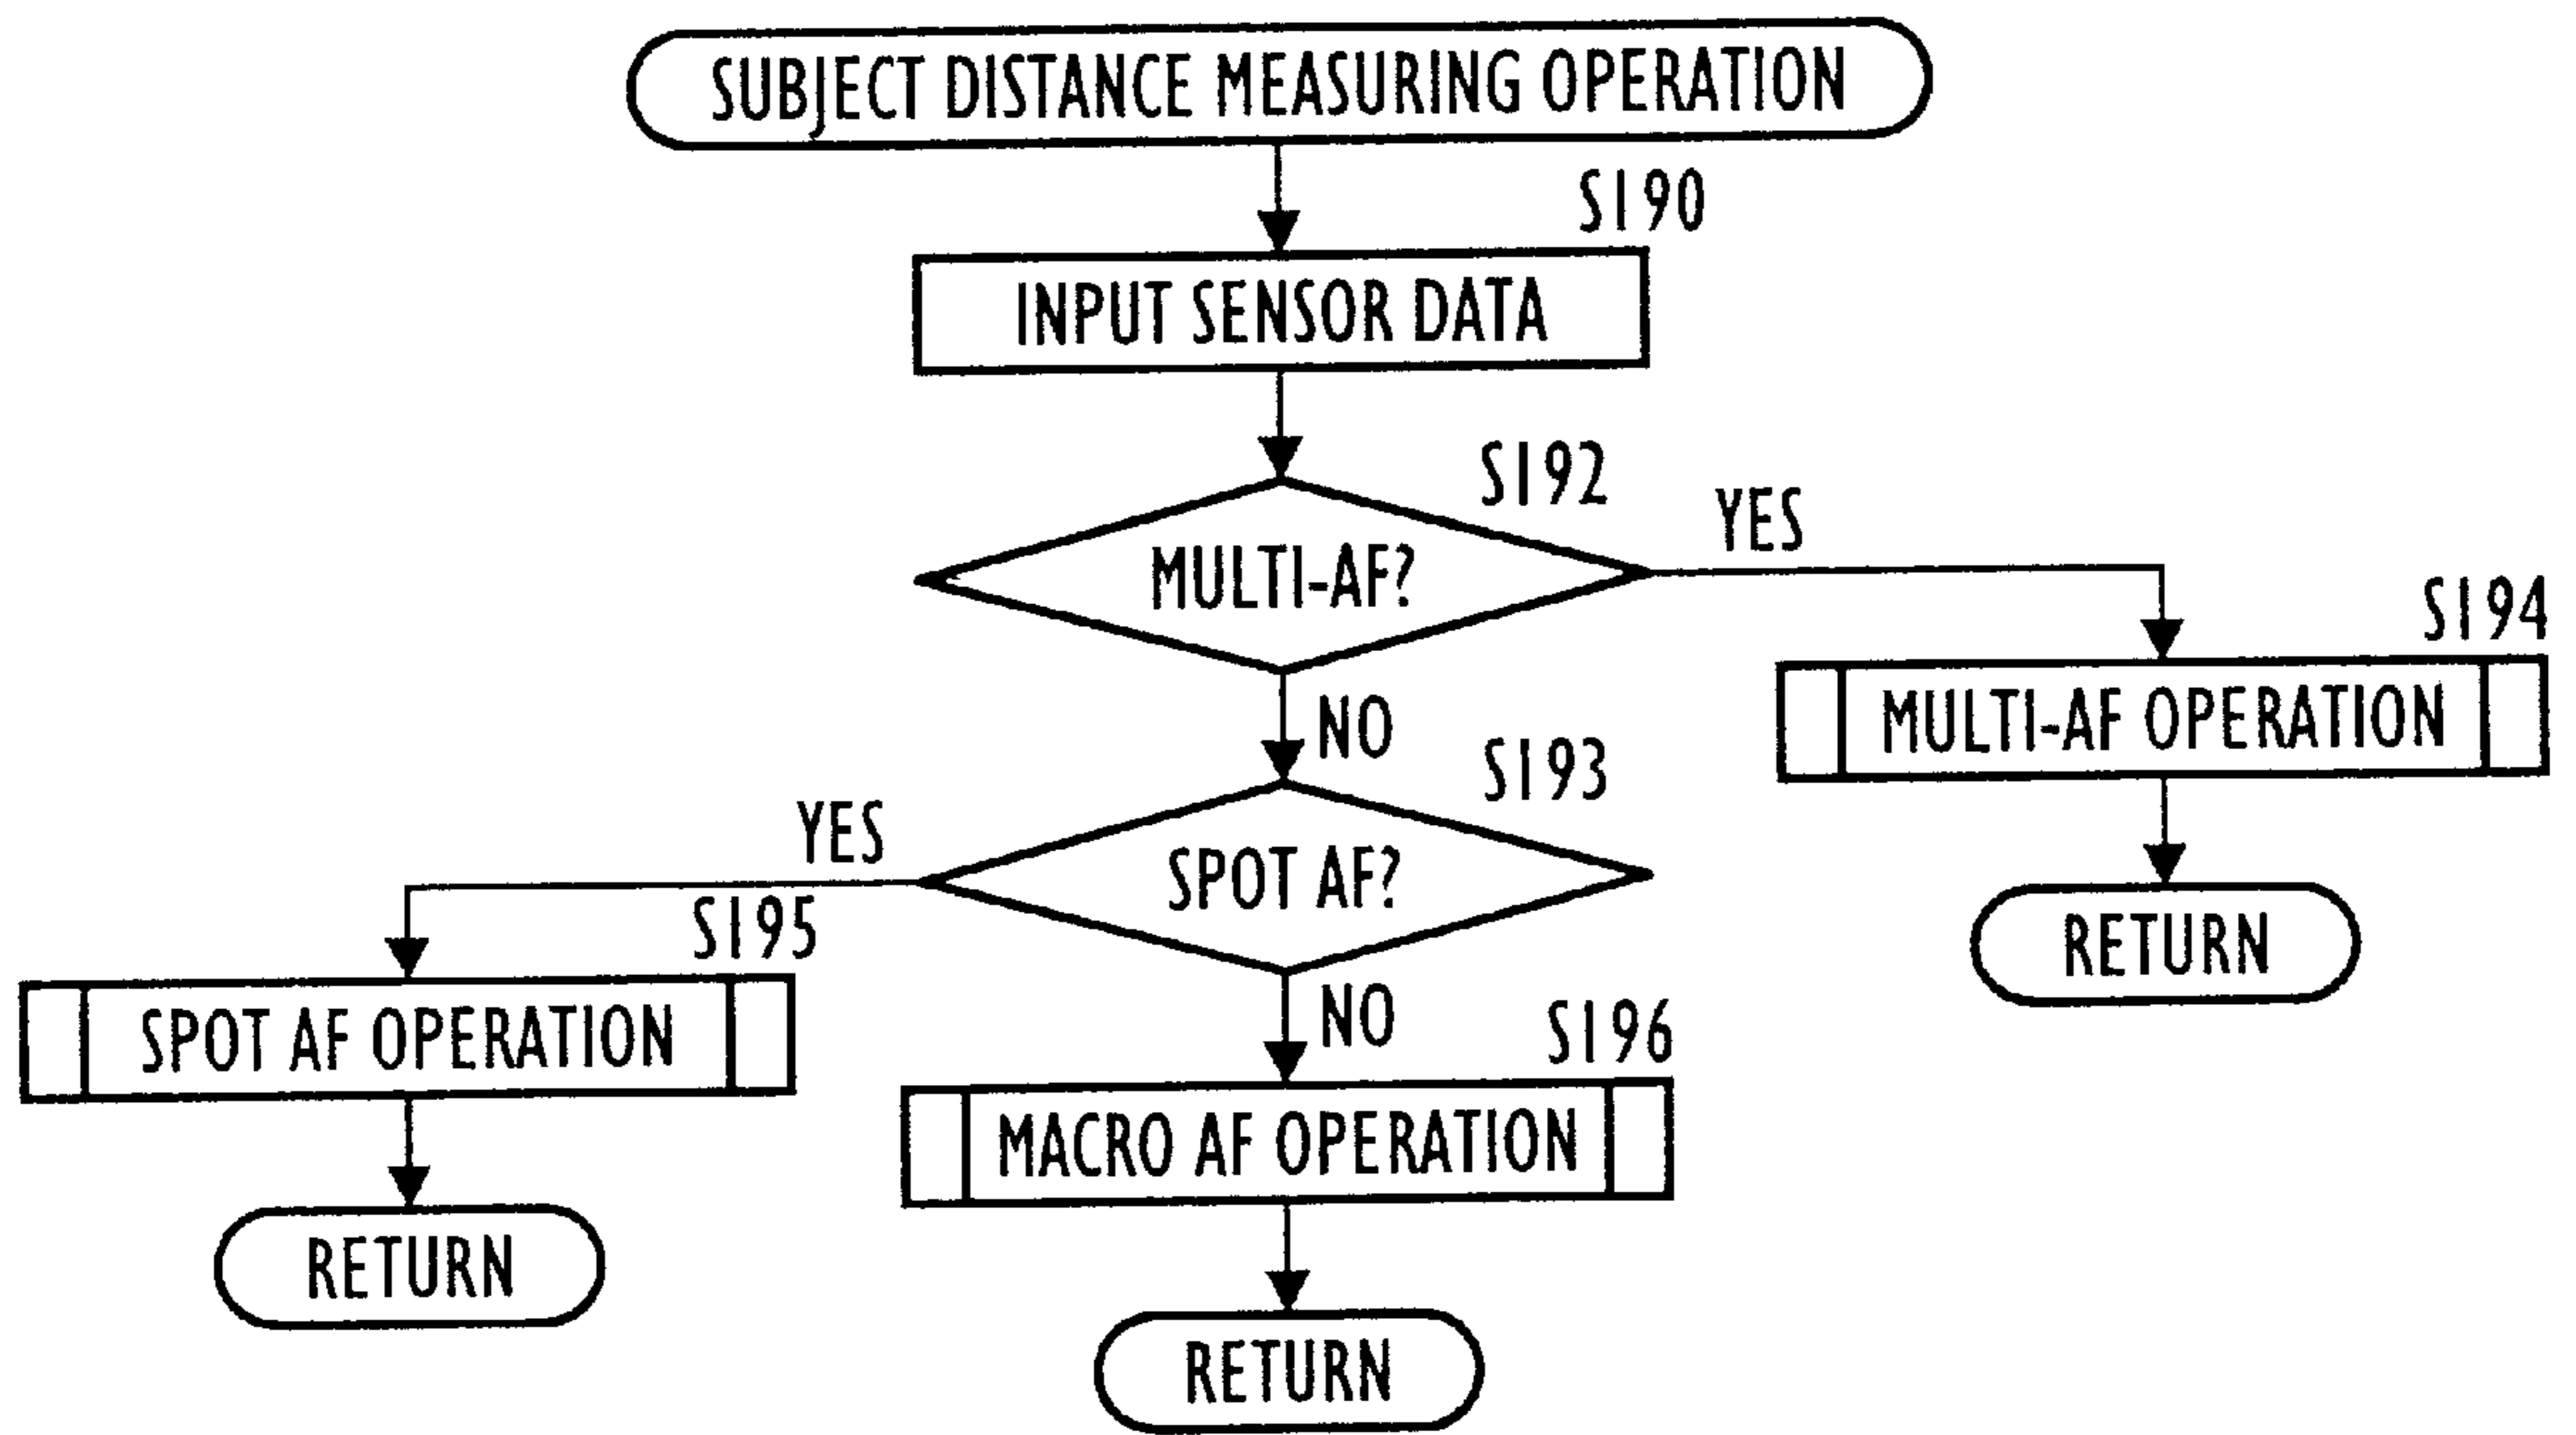 SUBJECT DISTANCE MEASURING OPERATION
S190
INPUT SENSOR DATA
S192
MULTI-AF?
YES
S194
MULTI-AF OPERATION
RETURN
NO
S193
SPOT AF?
YES
S195
SPOT AF OPERATION
RETURN
NO
S196
MACRO AF OPERATION
RETURN